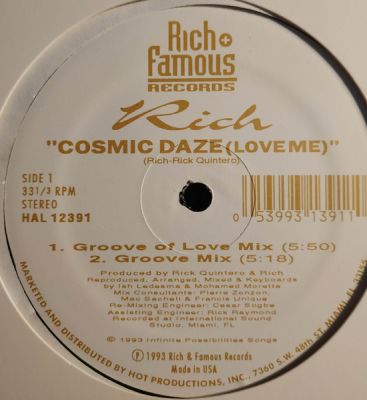 Rich +
famous
RECORDS
Rich
"COSMIC DAZE (LOVE ME)"
(Rich-Rick Quintero)
SIDE 1
33 1/3 RPM
STEREO
HAL 12391
0 53993 13911
1. Groove of Love Mix (5:50)
2. Groove Mix (5:18)
Produced by Rick Quintero & Rich
Reproduced, Arranged, Mixed & Keyboards
by Ish Ledesma & Mohamed Moretta
Mix Consultants: Pierre Zonzon,
Mac Sacheli & Francis Unique
Re-Mixing Engineer: Cesar Sogbe
Assisting Engineer: Rick Raymond
Recorded at International Sound
Studio, Miami, FL
© 1993 Infinite Possibilities Songs
℗ 1993 Rich & Famous Records
Made in USA
MARKETED AND DISTRIBUTED BY HOT PRODUCTIONS, INC., 7360 S.W. 48th ST. MIAMI,